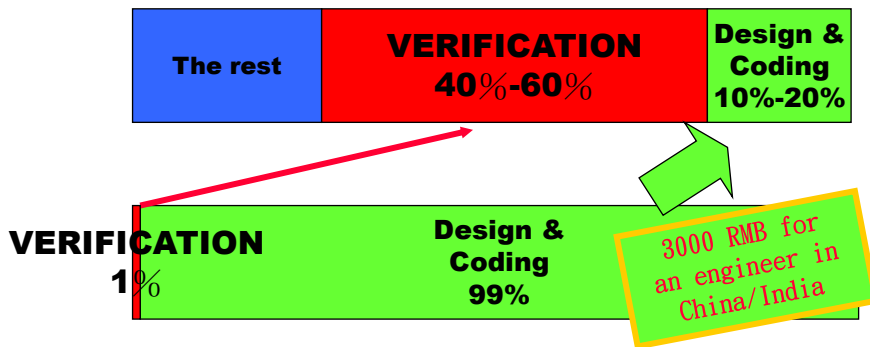 The rest
VERIFICATION
40%-60%
Design &
Coding
10%-20%
VERIFICATION
1%
Design &
Coding
99%
3000 RMB for
an engineer in
China/India